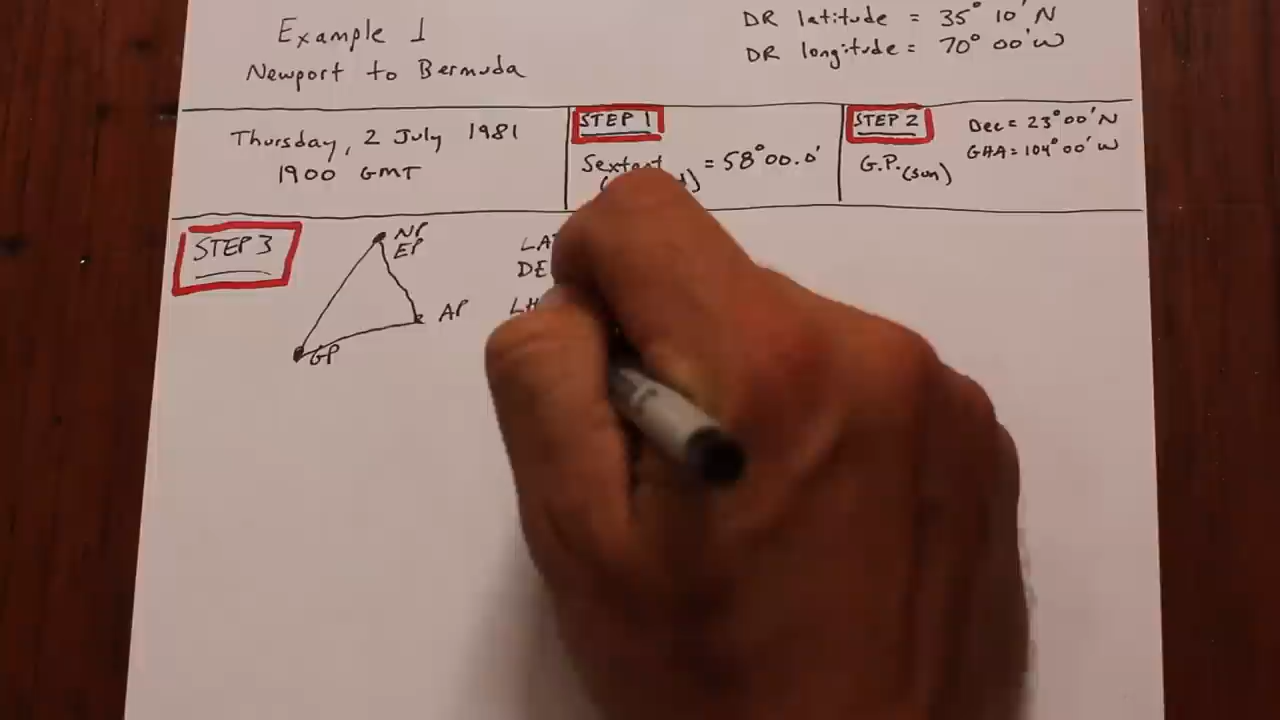 Example 1
Newport to Bermuda
DR latitude = 35° 10' N
DR longitude = 70° 00' W
Thursday, 2 July 1981
1900 GMT
STEP 1
Sextant = 58°00.0'
STEP 2
Dec = 23°00'N
GHA = 104°00'W
G.P. (sun)
STEP 3
NP
EP
AP
GP